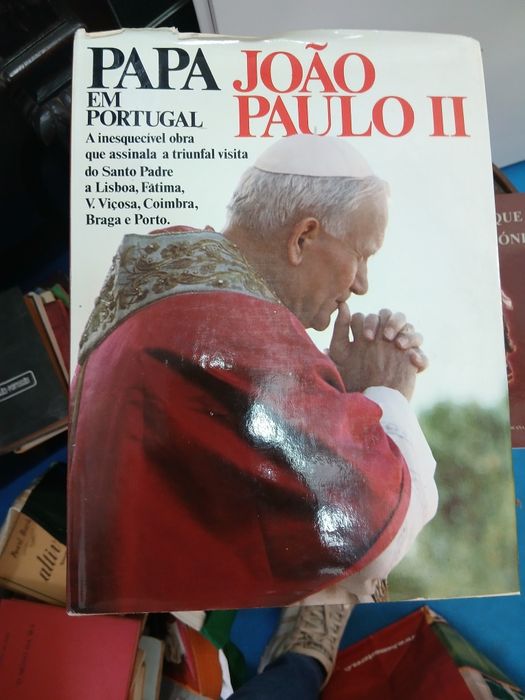 PAPA JOÃO
EM PAULO II
PORTUGAL
A inesquecível obra
que assinala a triunfal visita
do Santo Padre
a Lisboa, Fátima,
V. Viçosa, Coimbra,
Braga e Porto.
QUE